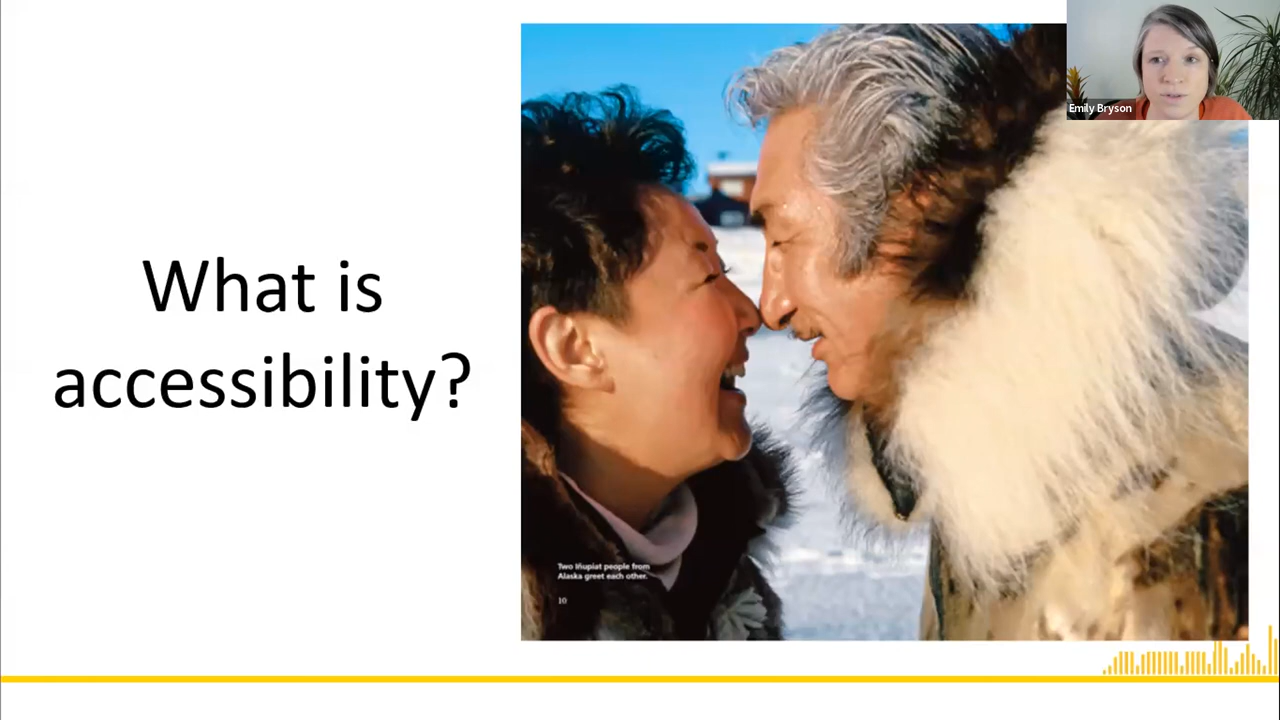 What is
accessibility?
Emily Bryson
Two Iñupiat people from
Alaska greet each other.
10